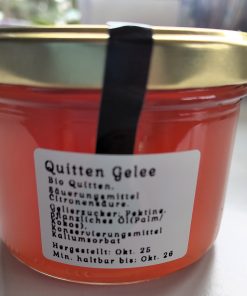 Quitten Gelee
Bio Quitten,
Säuerungsmittel
Citronensäure.
Gelierzucker: Pektine,
Pflanzliches Öl(Palm/
Kokos),
Konservierungsmittel
Kaliumsorbat
Hergestellt: Okt. 25
Min. haltbar bis: Okt. 26